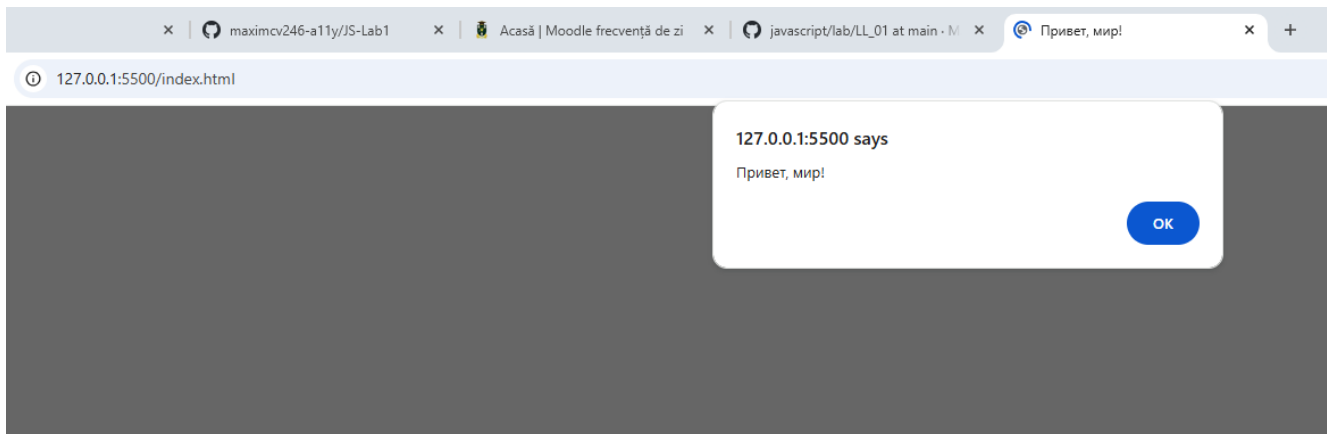 maximcv246-a11y/JS-Lab1
Acasă | Moodle frecvență de zi
javascript/lab/LL_01 at main · M
Привет, мир!
127.0.0.1:5500/index.html
127.0.0.1:5500 says
Привет, мир!
OK